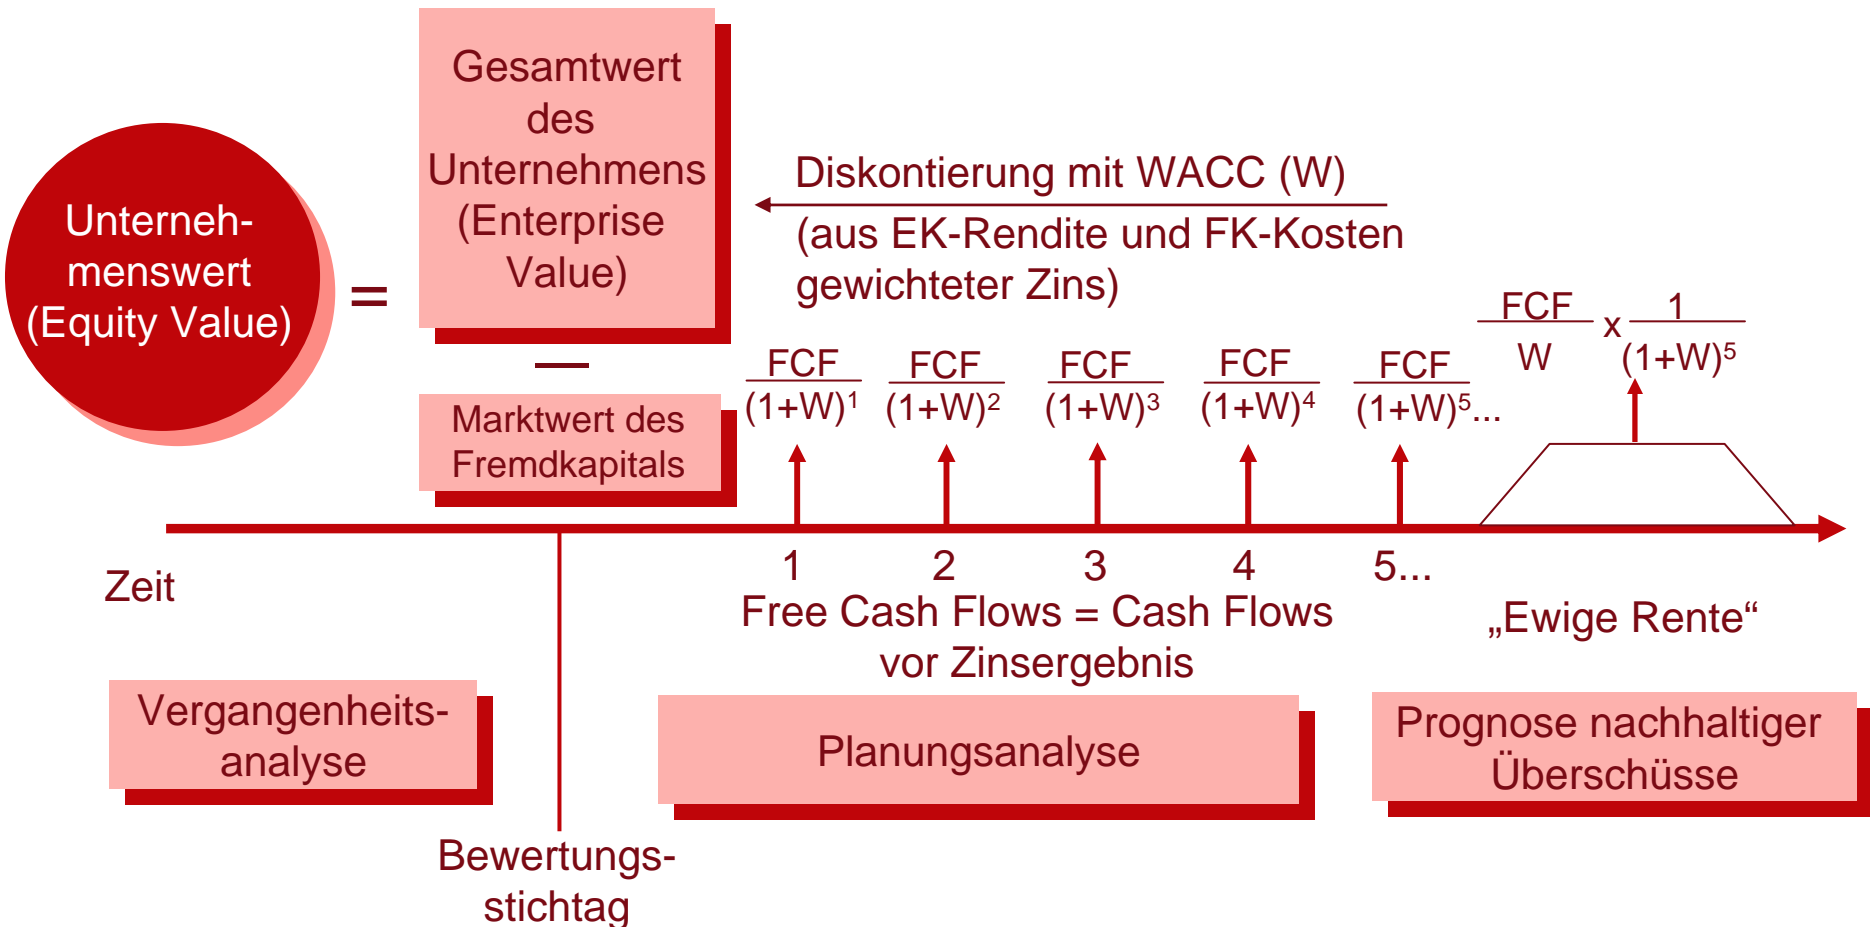 Unterneh-
menswert
(Equity Value)
=
Gesamtwert
des
Unternehmens
(Enterprise
Value)
—
Marktwert des
Fremdkapitals
Diskontierung mit WACC (W)
(aus EK-Rendite und FK-Kosten
gewichteter Zins)
FCF
(1+W)1
FCF
(1+W)2
FCF
(1+W)3
FCF
(1+W)4
FCF
(1+W)5...
FCF
W
x
1
(1+W)5
Zeit
1 2 3 4 5...
Free Cash Flows = Cash Flows
vor Zinsergebnis
„Ewige Rente“
Vergangenheits-
analyse
Planungsanalyse
Prognose nachhaltiger
Überschüsse
Bewertungs-
stichtag